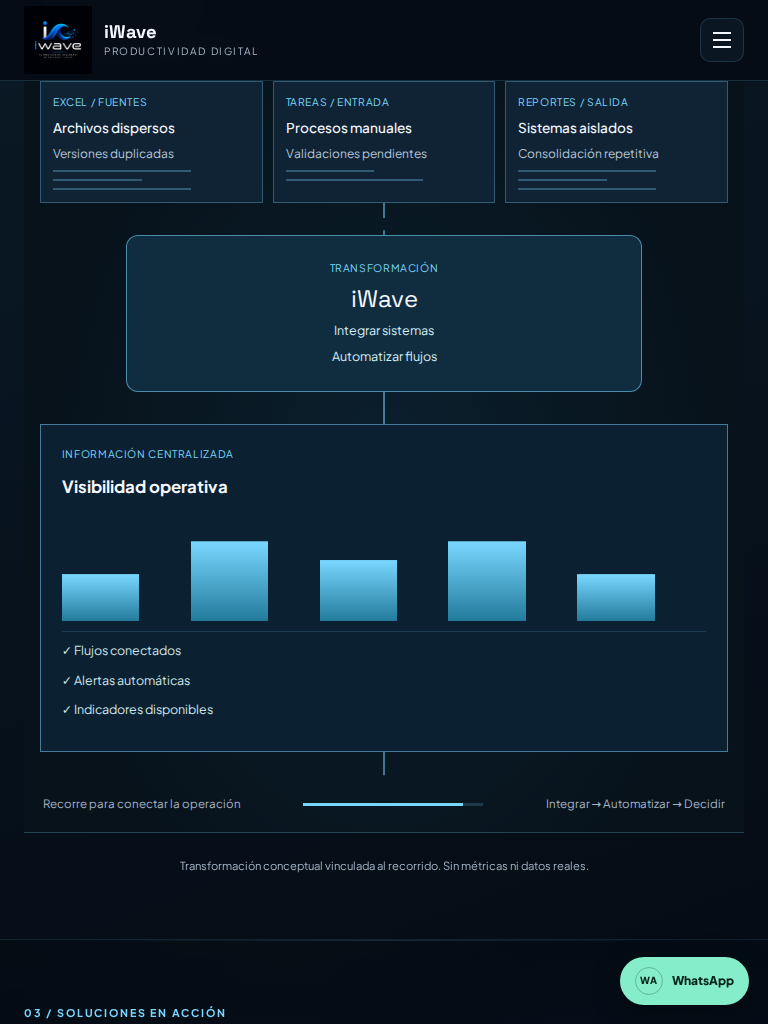 iwave
iWave
PRODUCTIVIDAD DIGITAL
EXCEL / FUENTES
Archivos dispersos
Versiones duplicadas
TAREAS / ENTRADA
Procesos manuales
Validaciones pendientes
REPORTES / SALIDA
Sistemas aislados
Consolidación repetitiva
TRANSFORMACIÓN
iWave
Integrar sistemas
Automatizar flujos
INFORMACIÓN CENTRALIZADA
Visibilidad operativa
✓ Flujos conectados
✓ Alertas automáticas
✓ Indicadores disponibles
Recorre para conectar la operación
Integrar → Automatizar → Decidir
Transformación conceptual vinculada al recorrido. Sin métricas ni datos reales.
WA WhatsApp
03 / SOLUCIONES EN ACCIÓN